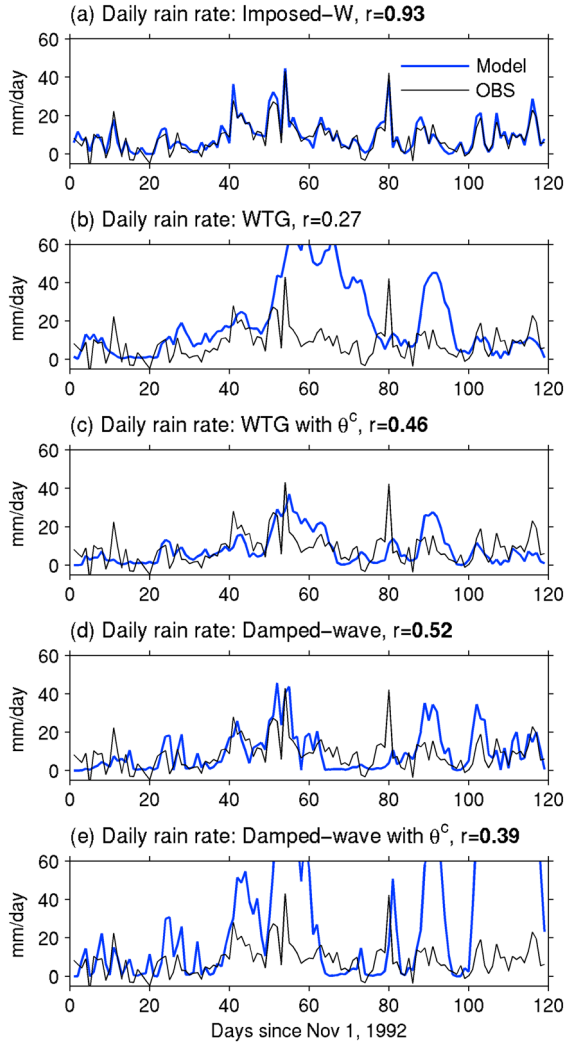 (a) Daily rain rate: Imposed−W, r=0.93
60
40
20
0
mm/day
Model
OBS
0 20 40 60 80 100 120
(b) Daily rain rate: WTG, r=0.27
60
40
20
0
mm/day
0 20 40 60 80 100 120
(c) Daily rain rate: WTG with θᶜ, r=0.46
60
40
20
0
mm/day
0 20 40 60 80 100 120
(d) Daily rain rate: Damped−wave, r=0.52
60
40
20
0
mm/day
0 20 40 60 80 100 120
(e) Daily rain rate: Damped−wave with θᶜ, r=0.39
60
40
20
0
mm/day
0 20 40 60 80 100 120
Days since Nov 1, 1992